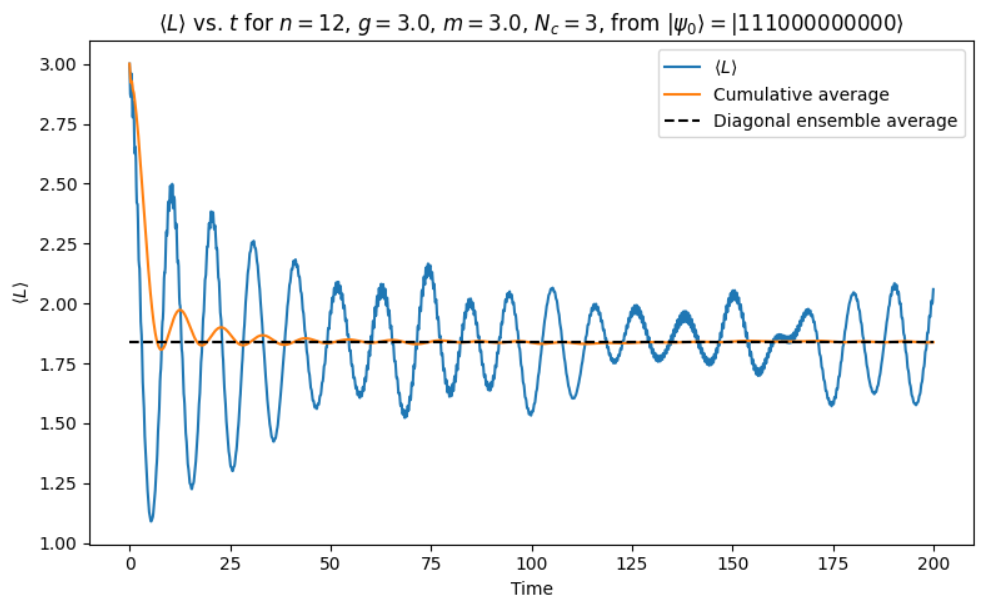 ⟨L⟩ vs. t for n = 12, g = 3.0, m = 3.0, N_c = 3, from |ψ₀⟩ = |111000000000⟩
⟨L⟩
Cumulative average
Diagonal ensemble average
3.00
2.75
2.50
2.25
2.00
1.75
1.50
1.25
1.00
⟨L⟩
0 25 50 75 100 125 150 175 200
Time